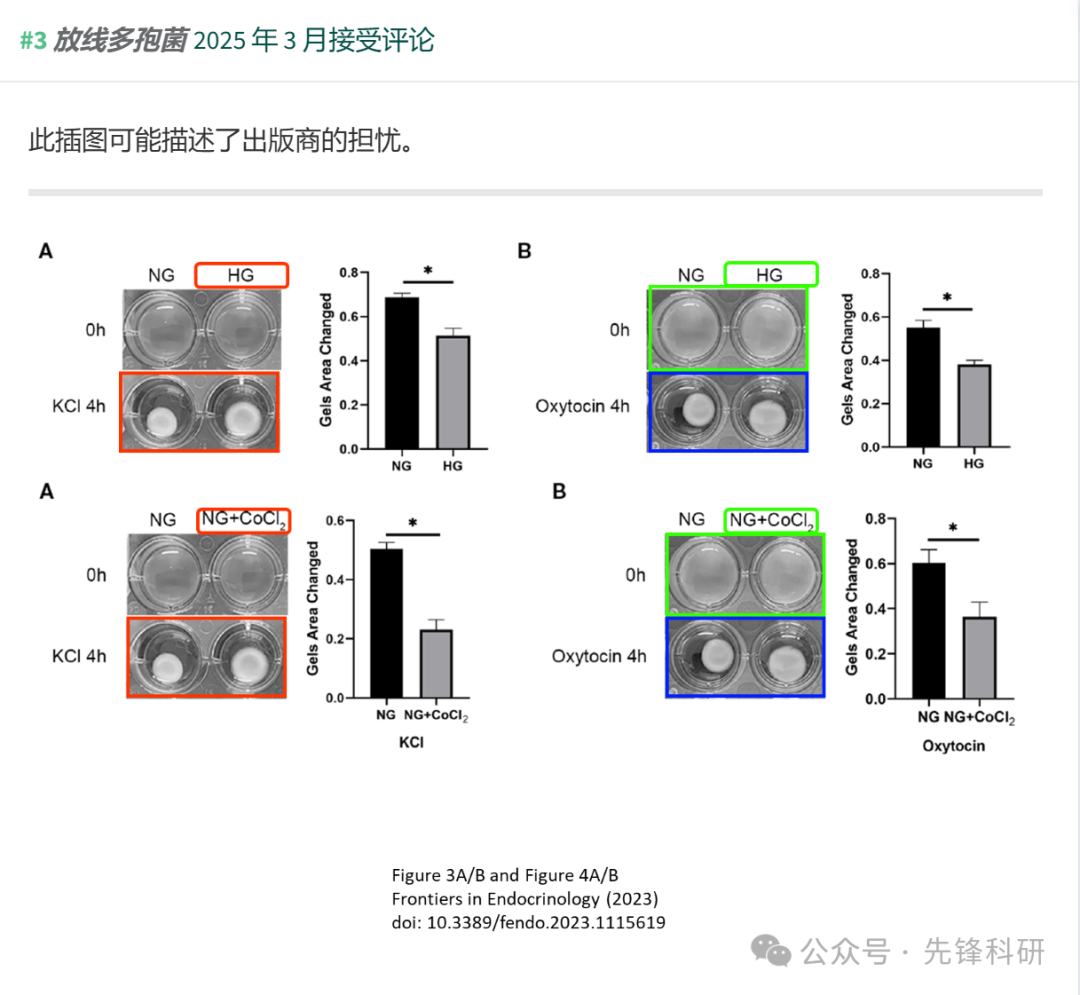 #3 放线多孢菌 2025 年 3 月接受评论
此插图可能描述了出版商的担忧。
A
NG HG
0h
KCl 4h
Gels Area Changed
0.8
0.6
0.4
0.2
0.0
*
NG HG
B
NG HG
0h
Oxytocin 4h
Gels Area Changed
0.8
0.6
0.4
0.2
0.0
*
NG HG
A
NG NG+CoCl₂
0h
KCl 4h
Gels Area Changed
0.6
0.4
0.2
0.0
*
NG NG+CoCl₂
KCl
B
NG NG+CoCl₂
0h
Oxytocin 4h
Gels Area Changed
0.8
0.6
0.4
0.2
0.0
*
NG NG+CoCl₂
Oxytocin
Figure 3A/B and Figure 4A/B
Frontiers in Endocrinology (2023)
doi: 10.3389/fendo.2023.1115619
公众号 · 先锋科研